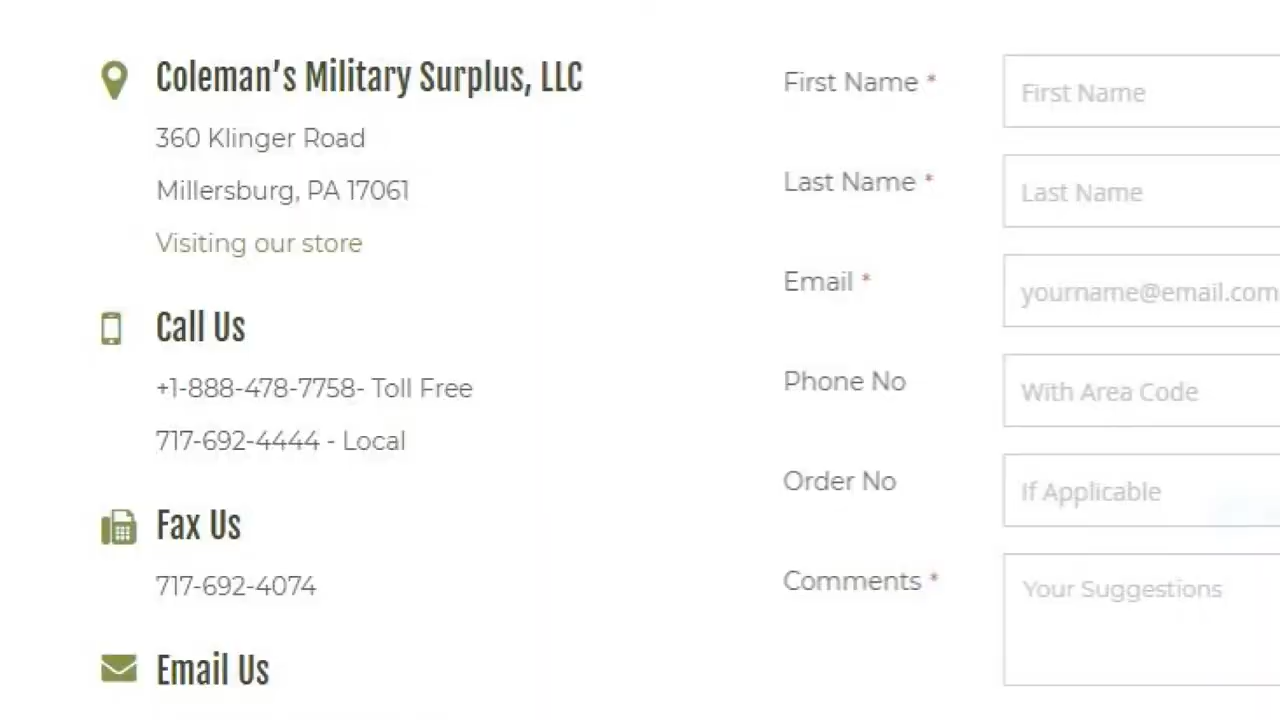 Coleman's Military Surplus, LLC
360 Klinger Road
Millersburg, PA 17061
Visiting our store
Call Us
+1-888-478-7758- Toll Free
717-692-4444 - Local
Fax Us
717-692-4074
Email Us
First Name *
First Name
Last Name *
Last Name
Email *
yourname@email.com
Phone No
With Area Code
Order No
If Applicable
Comments *
Your Suggestions